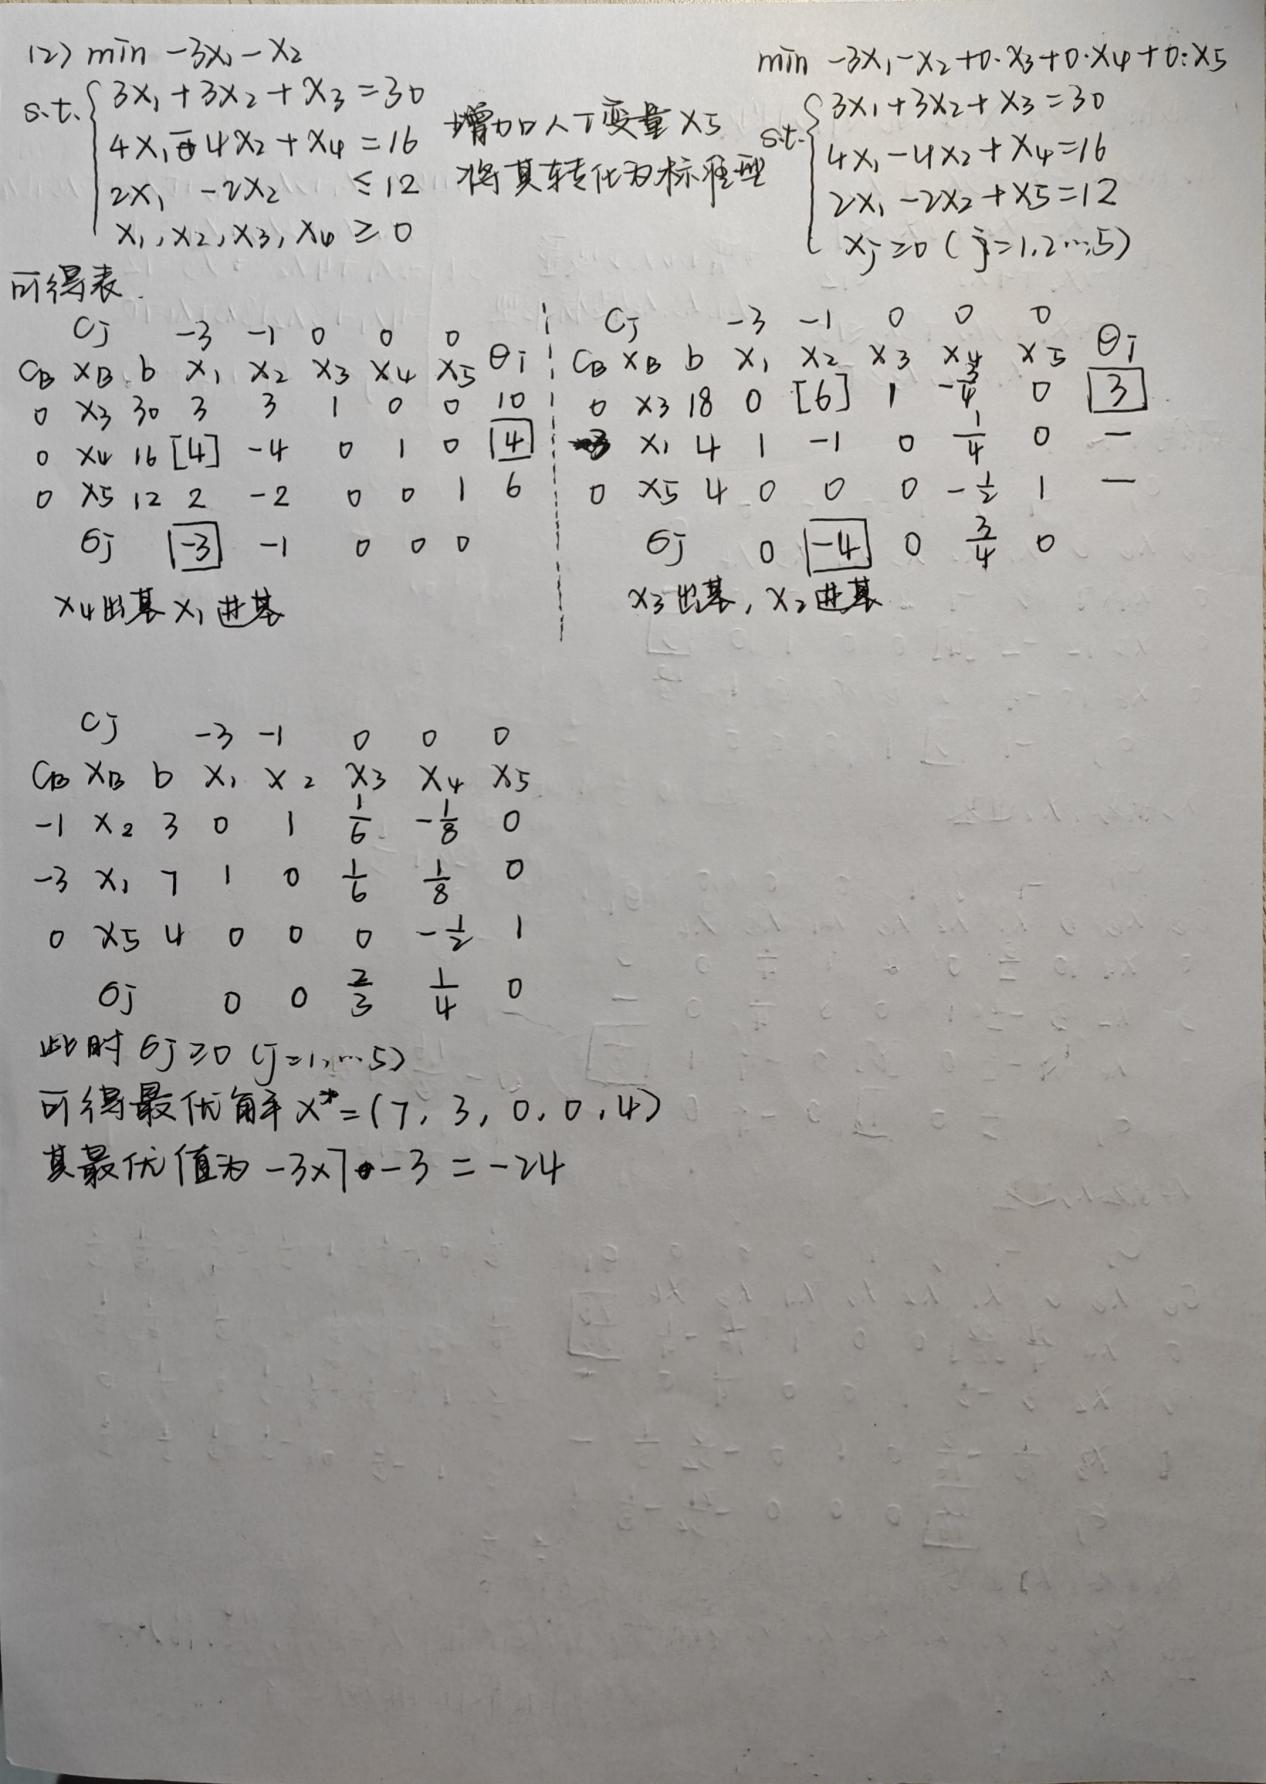 (2) min -3x₁-x₂
s.t. { 3x₁+3x₂+x₃=30
4x₁-4x₂+x₄=16
2x₁ -2x₂ ≤12
x₁,x₂,x₃,x₄≥0
增加人工变量x₅
将其转化为标准型
min -3x₁-x₂+0·x₃+0·x₄+0·x₅
s.t. { 3x₁+3x₂+x₃=30
4x₁-4x₂+x₄=16
2x₁-2x₂+x₅=12
xj≥0 (j=1,2…,5)
可得表.
Cj -3 -1 0 0 0
CB XB b x₁ x₂ x₃ x₄ x₅ θi
0 x₃ 30 3 3 1 0 0 10
0 x₄ 16 [4] -4 0 1 0 4
0 x₅ 12 2 -2 0 0 1 6
σj -3 -1 0 0 0
x₄出基 x₁进基
Cj -3 -1 0 0 0
CB XB b x₁ x₂ x₃ x₄ x₅ θi
0 x₃ 18 0 [6] 1 -3/4 0 3
-3 x₁ 4 1 -1 0 1/4 0 —
0 x₅ 4 0 0 0 -1/2 1 —
σj 0 -4 0 3/4 0
x₃出基, x₂进基
Cj -3 -1 0 0 0
CB XB b x₁ x₂ x₃ x₄ x₅
-1 x₂ 3 0 1 1/6 -1/8 0
-3 x₁ 7 1 0 1/6 1/8 0
0 x₅ 4 0 0 0 -1/2 1
σj 0 0 2/3 1/4 0
此时σj≥0 (j=1,…5)
可得最优解 x*=(7, 3, 0, 0, 4)
其最优值为 -3×7-3=-24